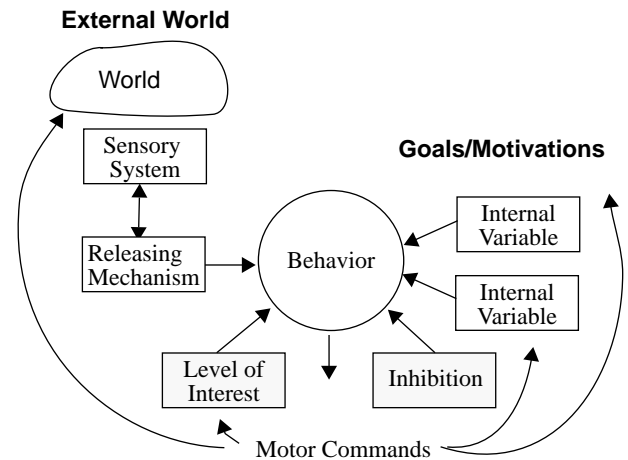 External World
World
Sensory
System
Goals/Motivations
Internal
Variable
Releasing
Mechanism
Behavior
Internal
Variable
Level of
Interest
Inhibition
Motor Commands